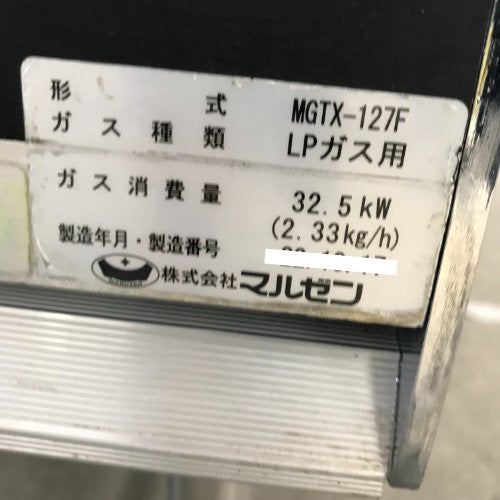 形式 MGTX-127F
ガス種類 LPガス用
ガス消費量 32.5kW
(2.33kg/h)
製造年月・製造番号
株式会社マルゼン